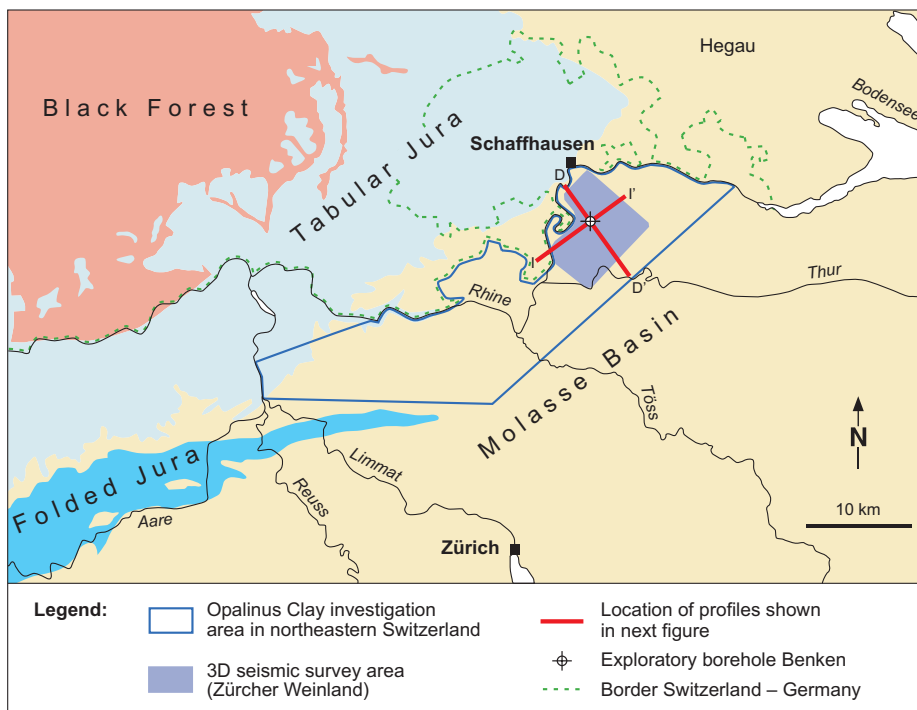 Hegau
Black Forest
Bodensee
Schaffhausen
Tabular Jura
D
I'
I
D'
Thur
Rhine
Molasse Basin
Töss
N
Folded Jura
Limmat
Reuss
Aare
10 km
Zürich
Legend:
Opalinus Clay investigation
area in northeastern Switzerland
3D seismic survey area
(Zürcher Weinland)
Location of profiles shown
in next figure
Exploratory borehole Benken
Border Switzerland – Germany